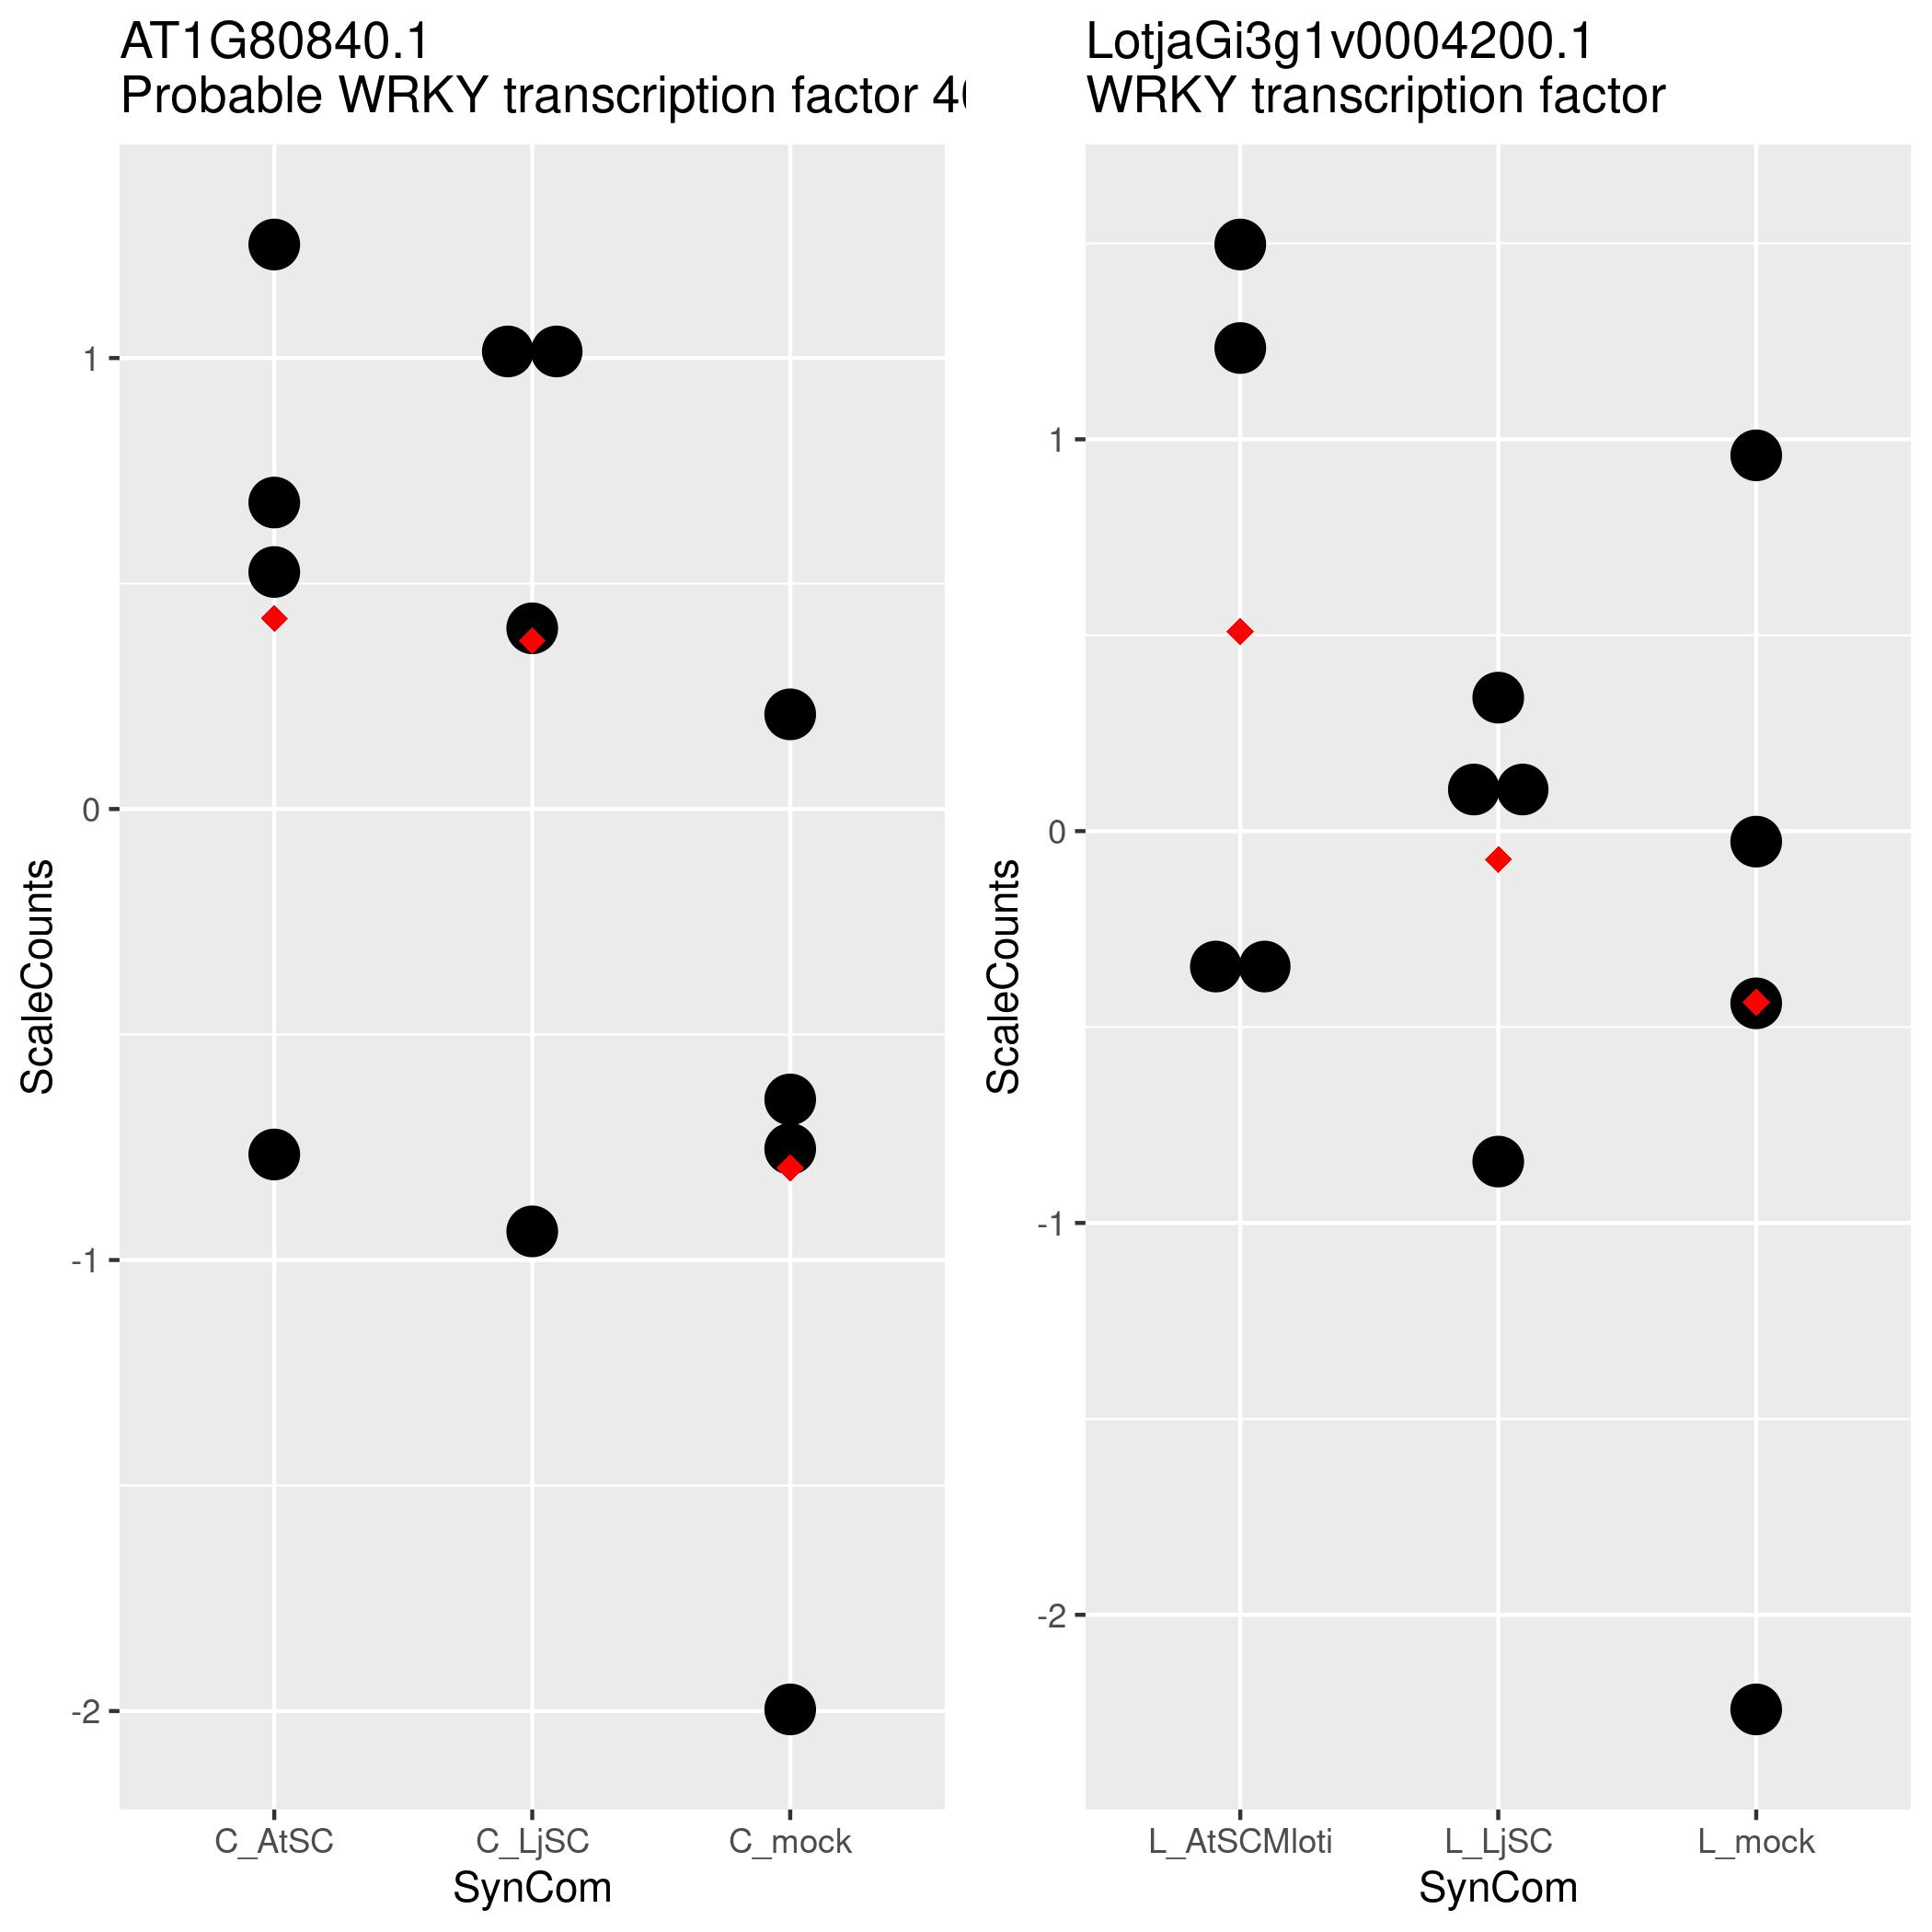 AT1G80840.1
Probable WRKY transcription factor 4
ScaleCounts
1
0
-1
-2
C_AtSC C_LjSC C_mock
SynCom
LotjaGi3g1v0004200.1
WRKY transcription factor
ScaleCounts
1
0
-1
-2
L_AtSCMloti L_LjSC L_mock
SynCom